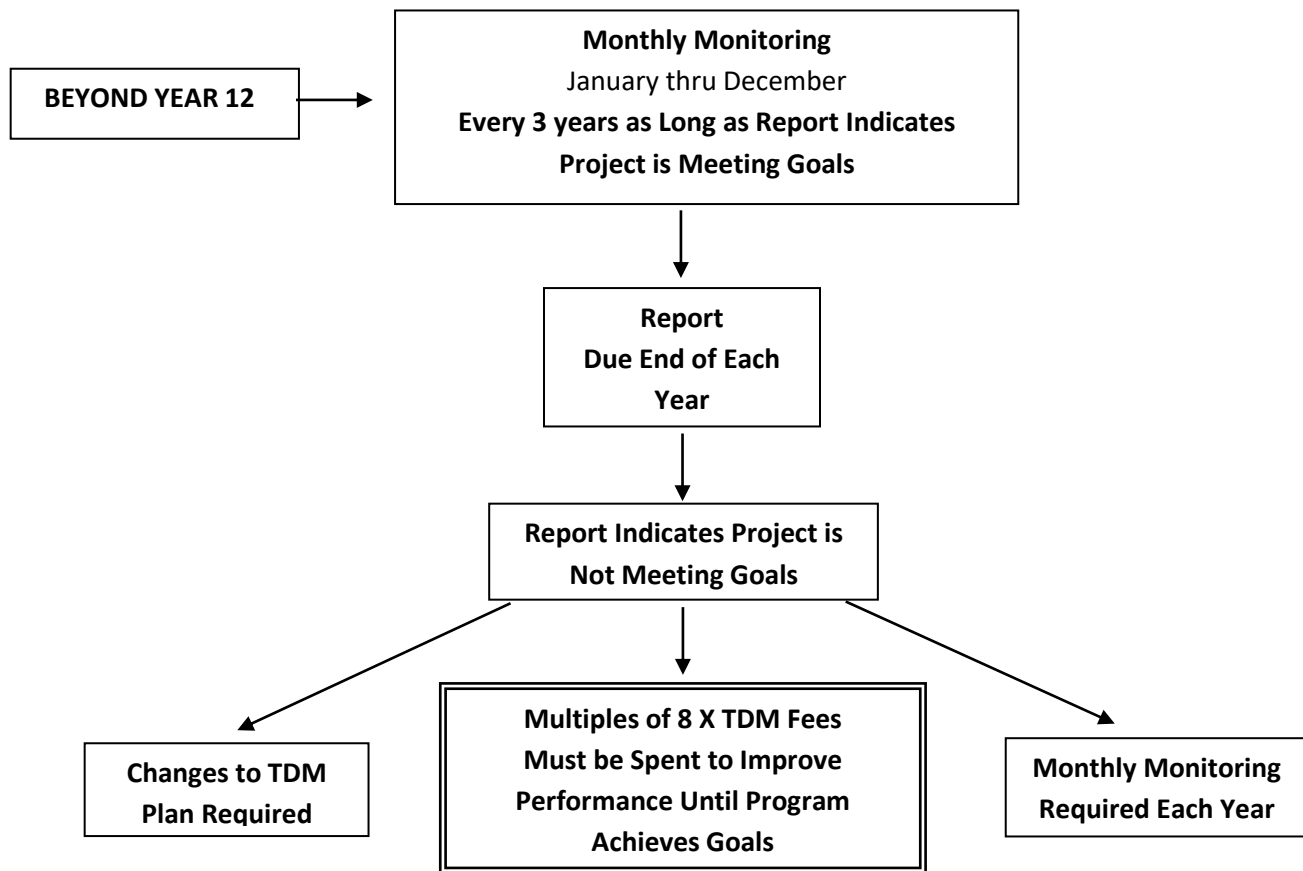 BEYOND YEAR 12
Monthly Monitoring
January thru December
Every 3 years as Long as Report Indicates
Project is Meeting Goals
Report
Due End of Each
Year
Report Indicates Project is
Not Meeting Goals
Changes to TDM
Plan Required
Multiples of 8 X TDM Fees
Must be Spent to Improve
Performance Until Program
Achieves Goals
Monthly Monitoring
Required Each Year